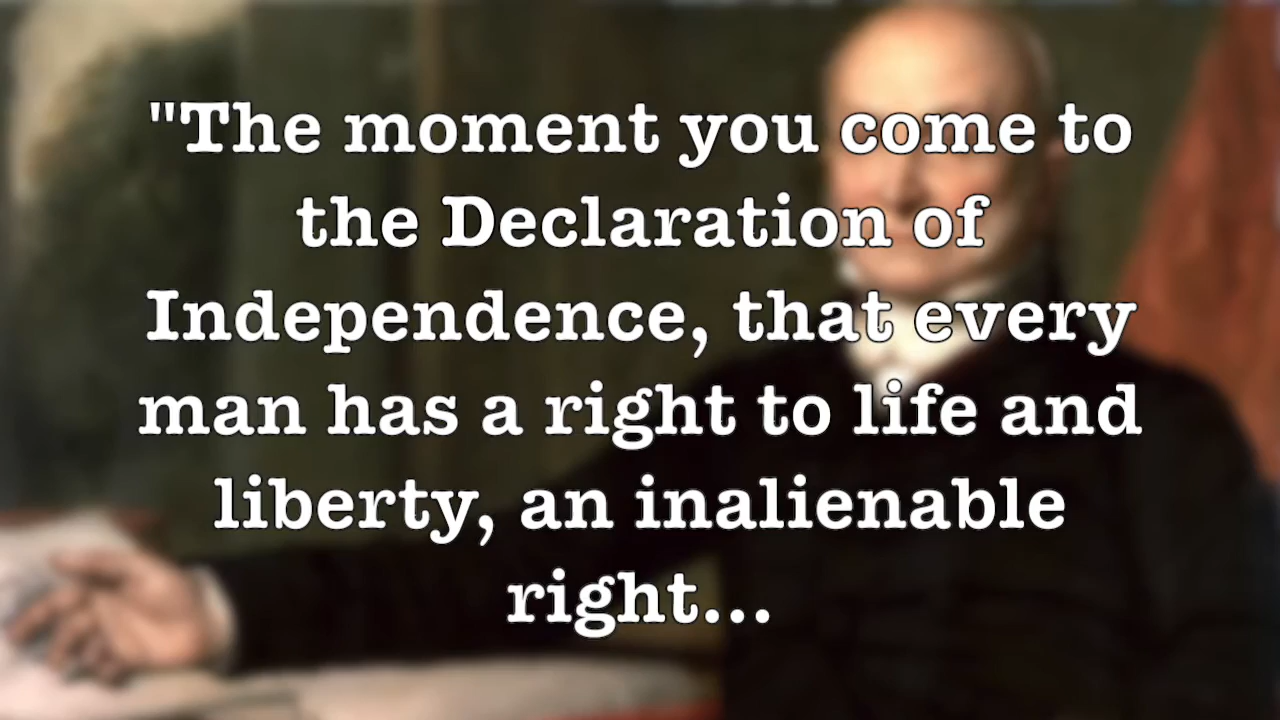 "The moment you come to
the Declaration of
Independence, that every
man has a right to life and
liberty, an inalienable
right...